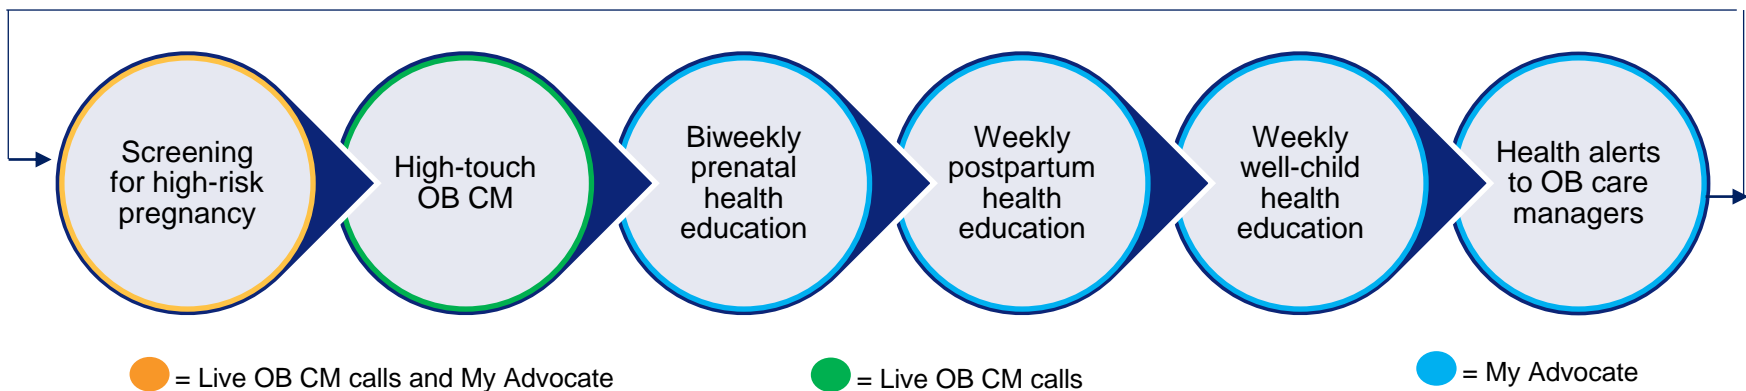 Screening
for high-risk
pregnancy
High-touch
OB CM
Biweekly
prenatal
health
education
Weekly
postpartum
health
education
Weekly
well-child
health
education
Health alerts
to OB care
managers
= Live OB CM calls and My Advocate
= Live OB CM calls
= My Advocate